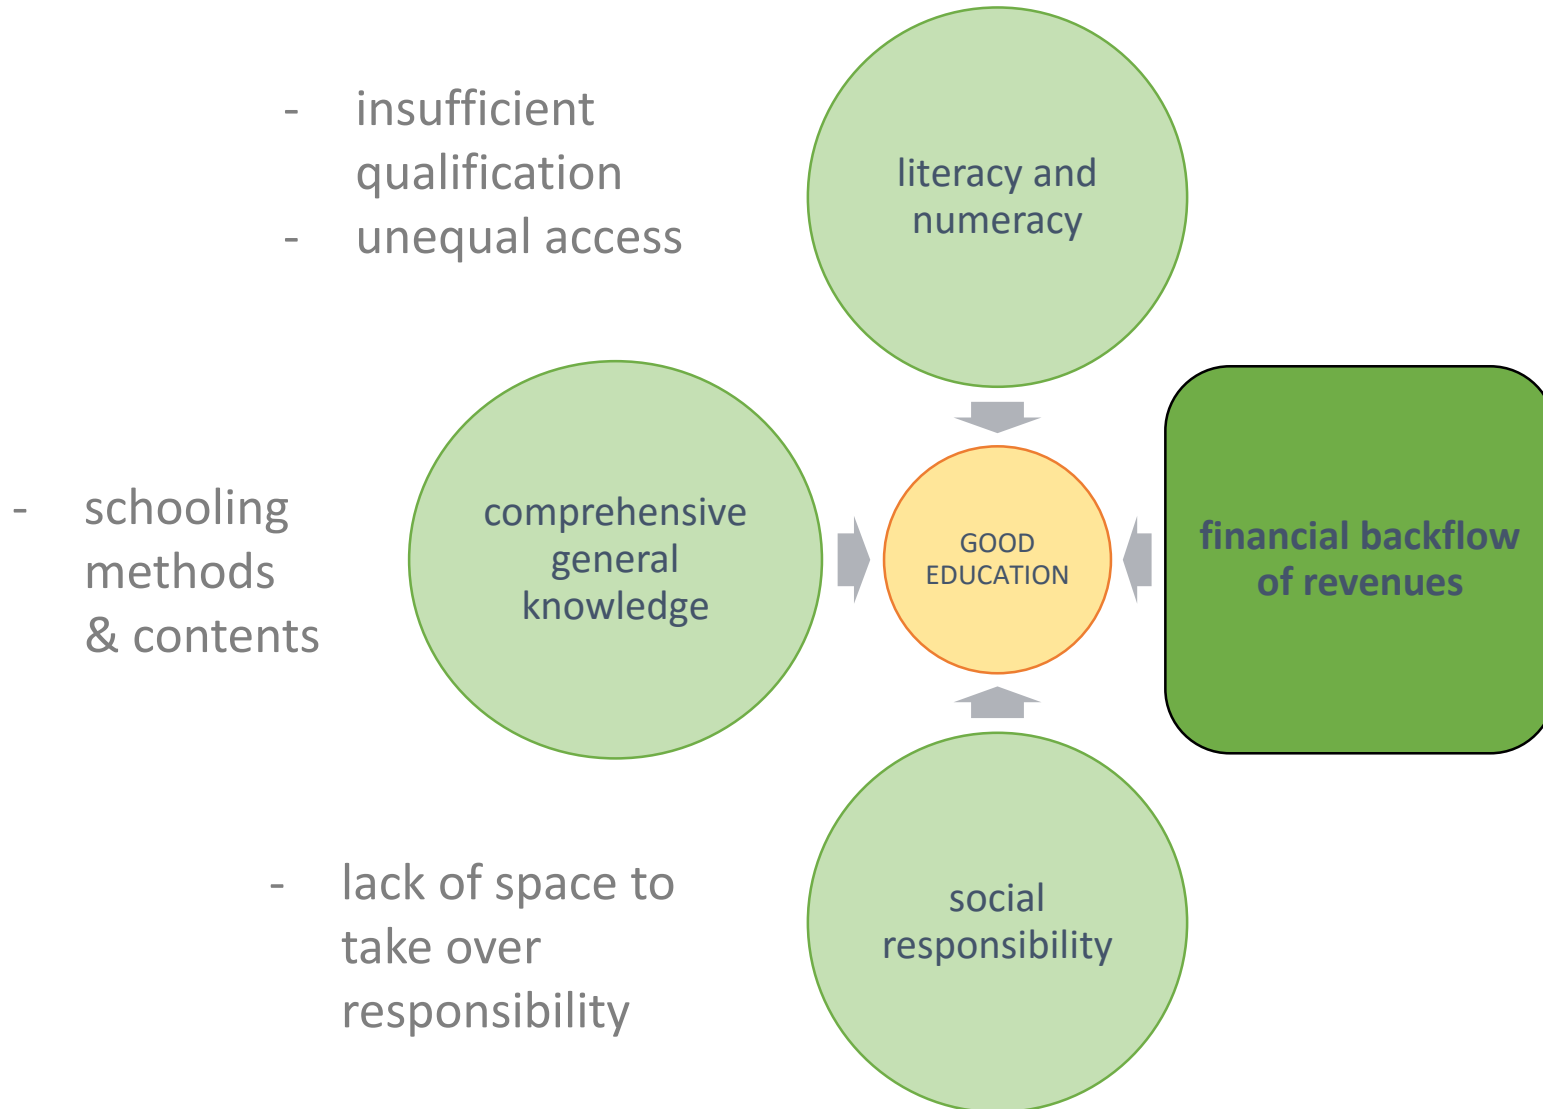 - insufficient
qualification
- unequal access
literacy and
numeracy
- schooling
methods
& contents
comprehensive
general
knowledge
GOOD
EDUCATION
financial backflow
of revenues
- lack of space to
take over
responsibility
social
responsibility